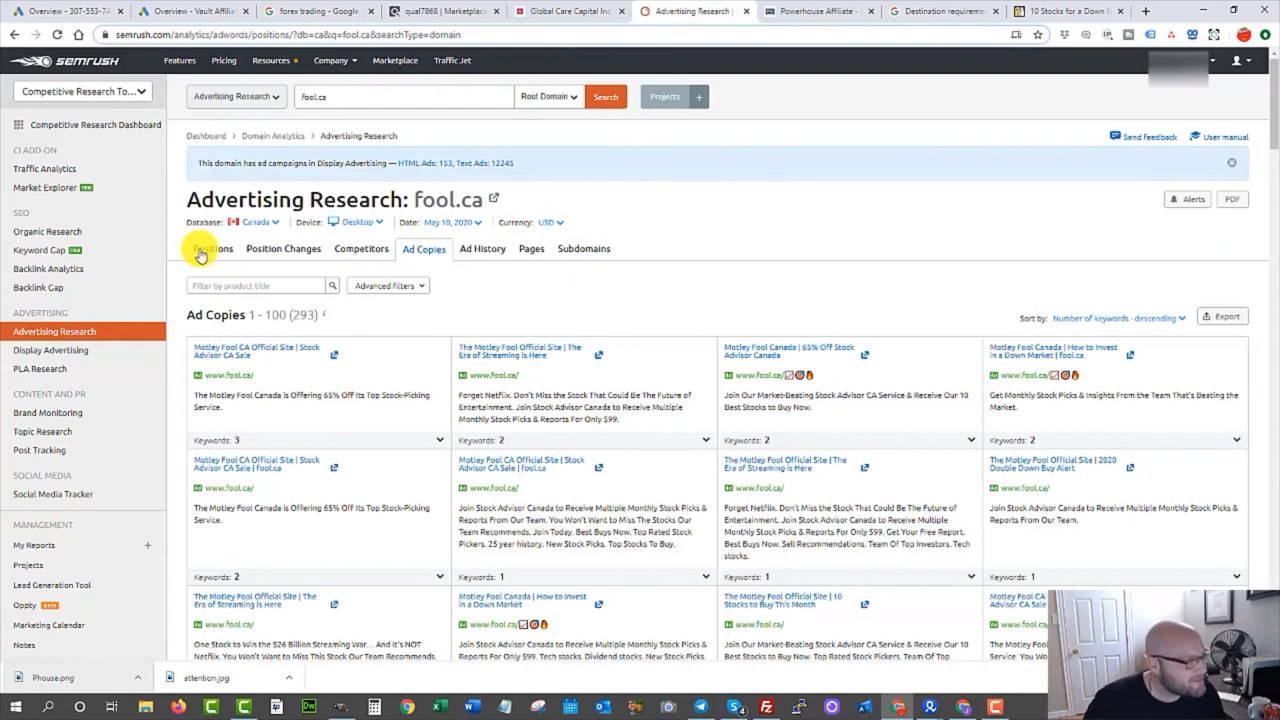 Overview - 307-553-74
Overview - Vault Affilia
forex trading - Google
qual7868 | Marketplac
Global Care Capital Inc
Advertising Research |
Powerhouse Affiliate -
Destination requireme
10 Stocks for a Down M
semrush.com/analytics/adwords/positions/?db=ca&q=fool.ca&searchType=domain
SEMRUSH
Features
Pricing
Resources
Company
Marketplace
Traffic Jet
Competitive Research To...
Advertising Research
fool.ca
Root Domain
Search
Projects
+
Competitive Research Dashboard
Dashboard > Domain Analytics > Advertising Research
Send feedback
User manual
CI ADD-ON
Traffic Analytics
Market Explorer
This domain has ad campaigns in Display Advertising — HTML Ads: 153, Text Ads: 12245
Advertising Research: fool.ca
Alerts
PDF
SEO
Organic Research
Keyword Gap
Backlink Analytics
Backlink Gap
Database: Canada
Device: Desktop
Date: May 10, 2020
Currency: USD
Positions
Position Changes
Competitors
Ad Copies
Ad History
Pages
Subdomains
Filter by product title
Advanced filters
ADVERTISING
Advertising Research
Display Advertising
PLA Research
Ad Copies 1 - 100 (293) i
Sort by: Number of keywords - descending
Export
CONTENT AND PR
Brand Monitoring
Topic Research
Post Tracking
SOCIAL MEDIA
Social Media Tracker
MANAGEMENT
My Reports +
Projects
Lead Generation Tool
Oppty
Marketing Calendar
Notes
Motley Fool CA Official Site | Stock
Advisor CA Sale
Ad www.fool.ca/
The Motley Fool Canada is Offering 65% Off Its Top Stock-Picking
Service.
Keywords: 3
The Motley Fool Official Site | The
Era of Streaming is Here
Ad www.fool.ca/
Forget Netflix. Don't Miss the Stock That Could Be The Future of
Entertainment. Join Stock Advisor Canada to Receive Multiple
Monthly Stock Picks & Reports For Only $99.
Keywords: 2
Motley Fool Canada | 65% Off Stock
Advisor Canada
Ad www.fool.ca/📈🎯🔥
Join Our Market-Beating Stock Advisor CA Service & Receive Our 10
Best Stocks to Buy Now.
Keywords: 2
Motley Fool Canada | How to Invest
in a Down Market | fool.ca
Ad www.fool.ca/📈🎯🔥
Get Monthly Stock Picks & Insights From the Team That's Beating the
Market.
Keywords: 2
Motley Fool CA Official Site | Stock
Advisor CA Sale | fool.ca
Ad www.fool.ca/
The Motley Fool Canada is Offering 65% Off Its Top Stock-Picking
Service.
Keywords: 2
Motley Fool CA Official Site | Stock
Advisor CA Sale | fool.ca
Ad www.fool.ca/
Join Stock Advisor Canada to Receive Multiple Monthly Stock Picks &
Reports From Our Team. You Won't Want to Miss The Stocks Our
Team Recommends. Join Today. Best Buys Now. Top Rated Stock
Pickers. 25 year history. New Stock Picks. Top Stocks To Buy.
Keywords: 1
The Motley Fool Official Site | The
Era of Streaming is Here
Ad www.fool.ca/
Forget Netflix. Don't Miss the Stock That Could Be The Future of
Entertainment. Join Stock Advisor Canada to Receive Multiple
Monthly Stock Picks & Reports For Only $99. Get Your Free Report.
Best Buys Now. Sell Recommendations. Team Of Top Investors. Tech
stocks.
Keywords: 1
The Motley Fool Official Site | 2020
Double Down Buy Alert
Ad www.fool.ca/
Join Stock Advisor Canada to Receive Multiple Monthly Stock Picks &
Reports From Our Team.
Keywords: 1
The Motley Fool Official Site | The
Era of Streaming is Here
Ad www.fool.ca/
One Stock to Win the $26 Billion Streaming War... And it's NOT
Netflix. You Won't Want to Miss This Stock Our Team Recommends.
Motley Fool Canada | How to Invest
in a Down Market
Ad www.fool.ca/📈🎯🔥
Join Stock Advisor Canada to Receive Multiple Monthly Stock Picks &
Reports For Only $99. Tech stocks. Dividend stocks. New Stock
The Motley Fool Official Site | 10
Stocks to Buy This Month
Ad www.fool.ca/
Join Our Market-Beating Stock Advisor CA Service & Receive Our 10
Best Stocks to Buy Now. Top Rated Stock Pickers. Team Of Top
Motley Fool CA
Advisor CA Sale
Ad www.fool.ca/
Phouse.png
attention.jpg